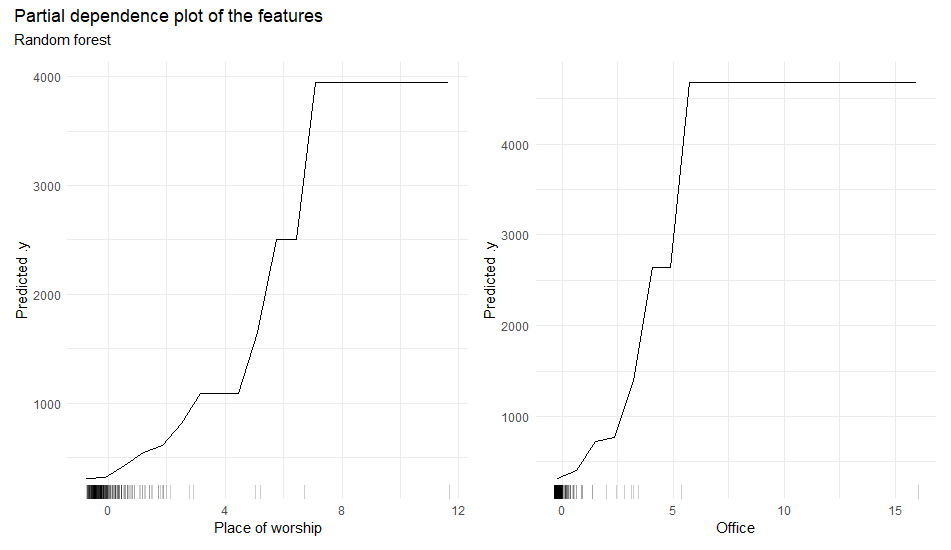 Partial dependence plot of the features
Random forest
4000
3000
2000
1000
Predicted .y
0 4 8 12
Place of worship
4000
3000
2000
1000
Predicted .y
0 5 10 15
Office